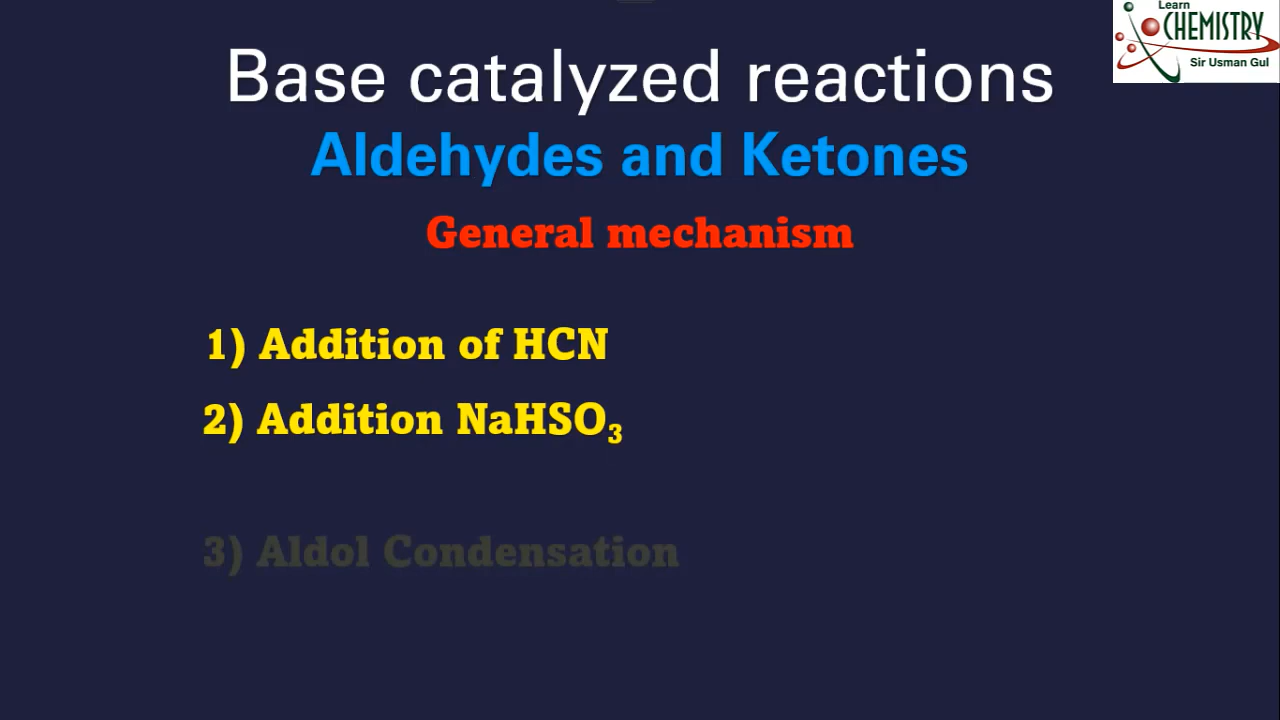 Learn
CHEMISTRY
Sir Usman Gul
Base catalyzed reactions
Aldehydes and Ketones
General mechanism
1) Addition of HCN
2) Addition NaHSO₃
3) Aldol Condensation